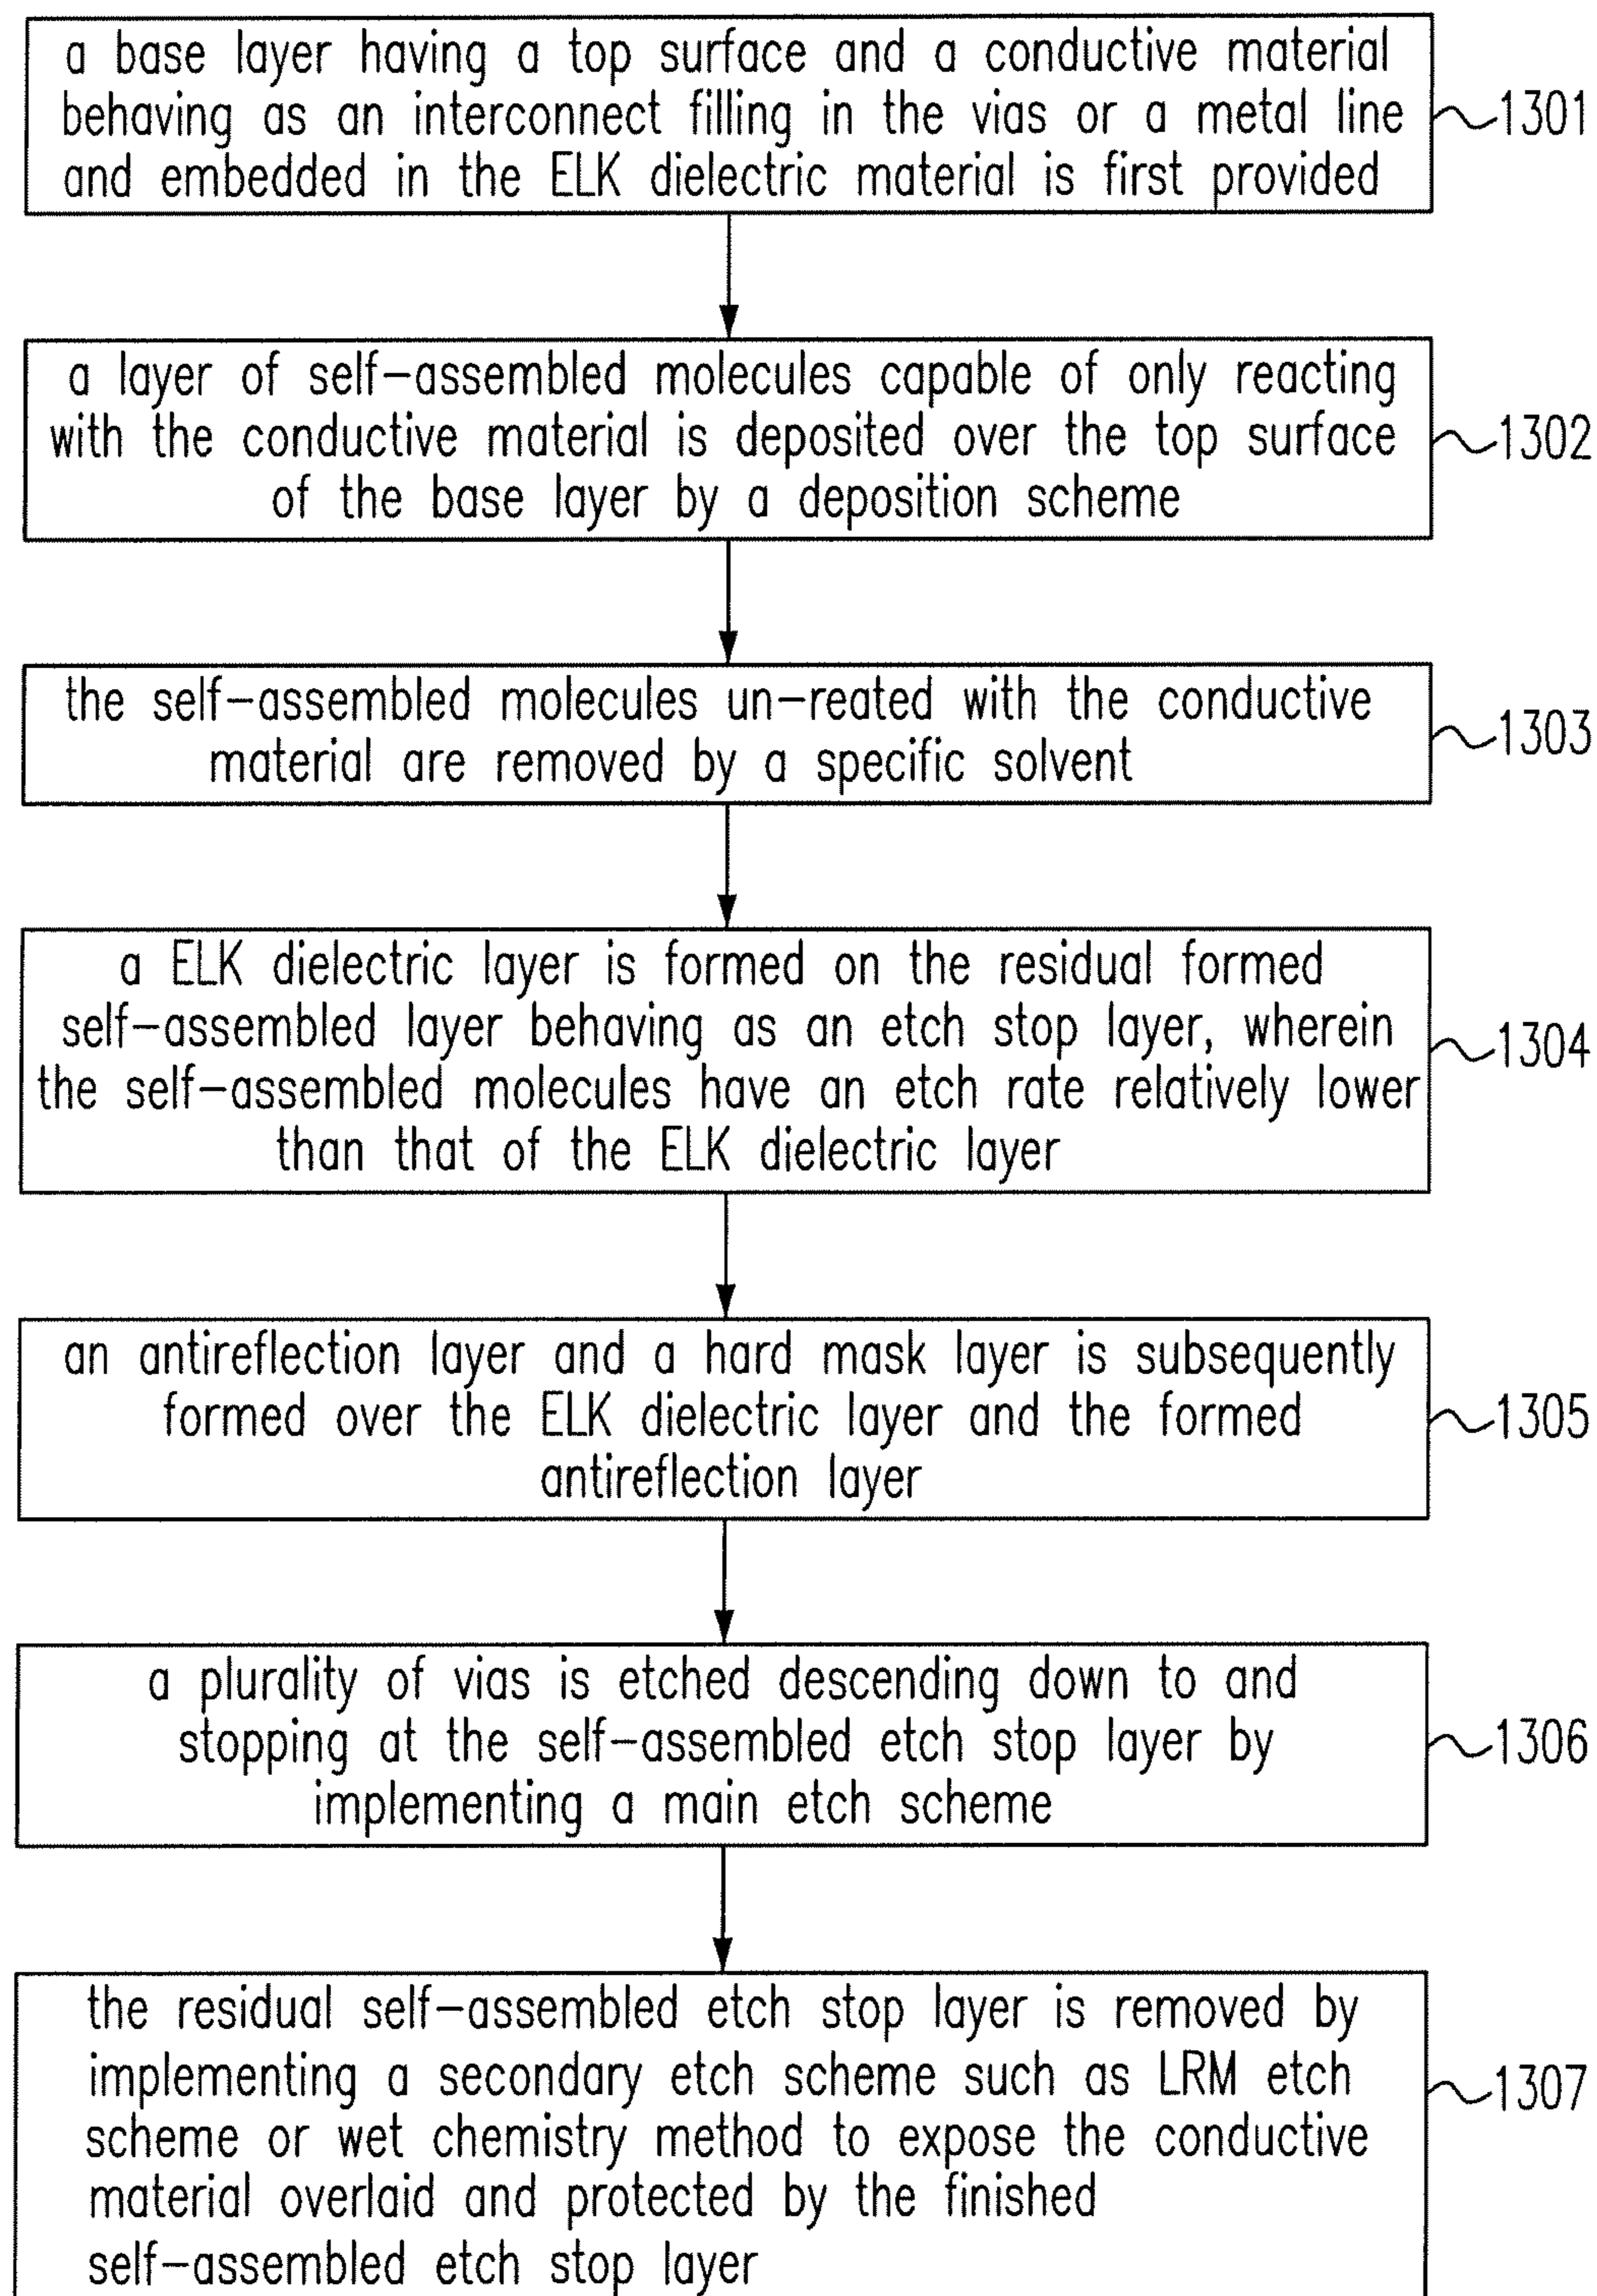 a base layer having a top surface and a conductive material
behaving as an interconnect filling in the vias or a metal line
and embedded in the ELK dielectric material is first provided
1301
a layer of self-assembled molecules capable of only reacting
with the conductive material is deposited over the top surface
of the base layer by a deposition scheme
1302
the self-assembled molecules un-reated with the conductive
material are removed by a specific solvent
1303
a ELK dielectric layer is formed on the residual formed
self-assembled layer behaving as an etch stop layer, wherein
the self-assembled molecules have an etch rate relatively lower
than that of the ELK dielectric layer
1304
an antireflection layer and a hard mask layer is subsequently
formed over the ELK dielectric layer and the formed
antireflection layer
1305
a plurality of vias is etched descending down to and
stopping at the self-assembled etch stop layer by
implementing a main etch scheme
1306
the residual self-assembled etch stop layer is removed by
implementing a secondary etch scheme such as LRM etch
scheme or wet chemistry method to expose the conductive
material overlaid and protected by the finished
self-assembled etch stop layer
1307